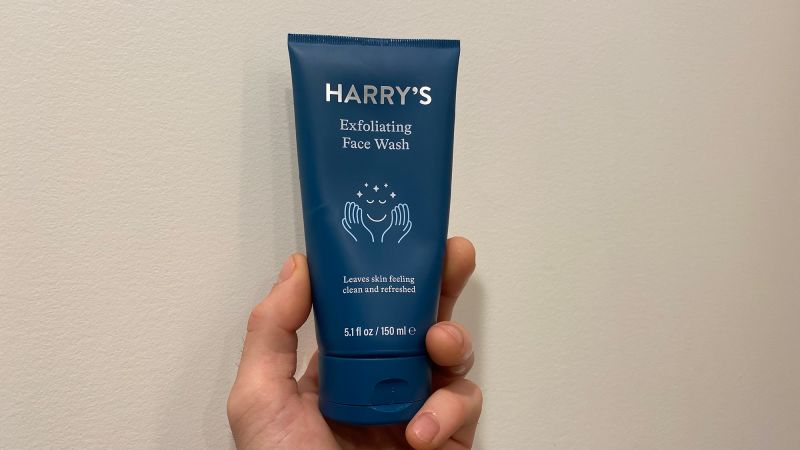 HARRY'S
Exfoliating
Face Wash
Leaves skin feeling
clean and refreshed
5.1 fl oz / 150 ml ℮